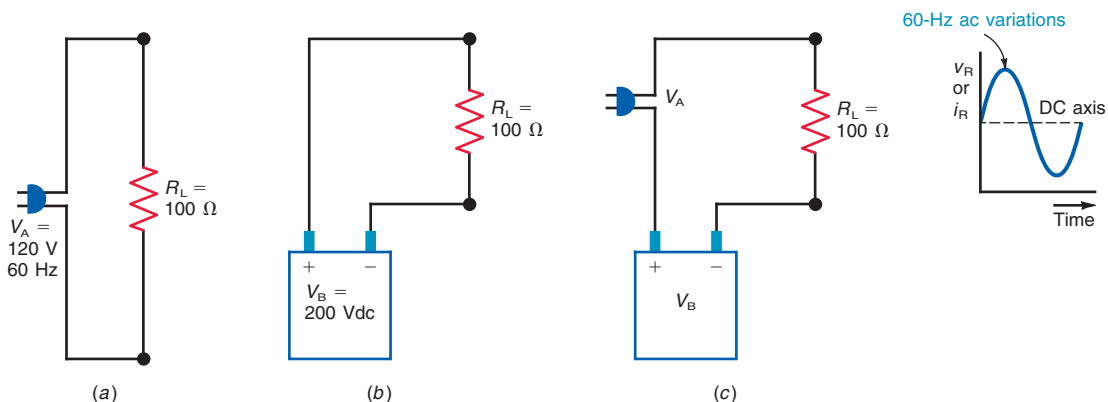 V_A =
120 V
60 Hz
R_L =
100 Ω
(a)
R_L =
100 Ω
+ −
V_B =
200 Vdc
(b)
V_A
R_L =
100 Ω
+ −
V_B
(c)
60-Hz ac variations
v_R
or
i_R
DC axis
Time